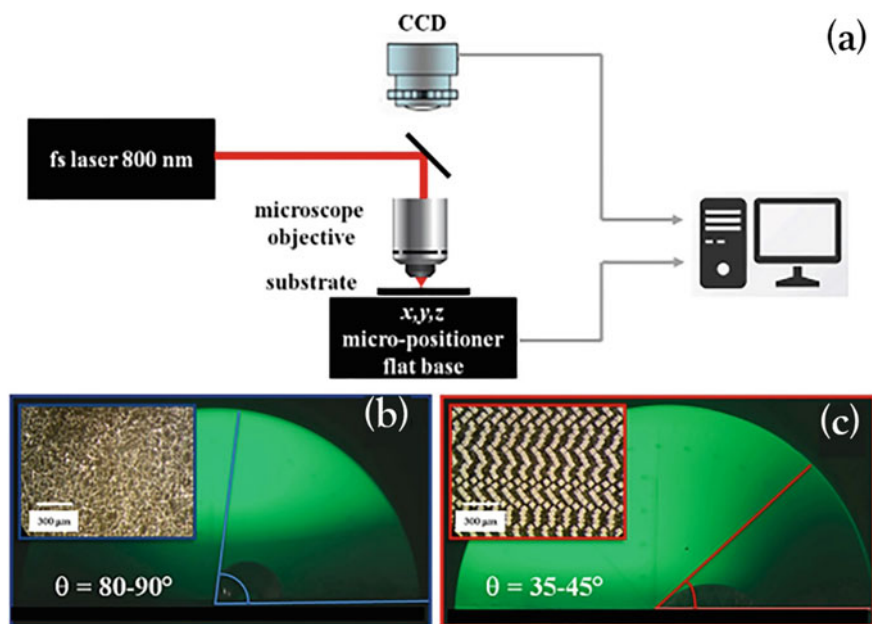 CCD
(a)
fs laser 800 nm
microscope
objective
substrate
x,y,z
micro-positioner
flat base
(b)
300 µm
θ = 80-90°
(c)
300 µm
θ = 35-45°